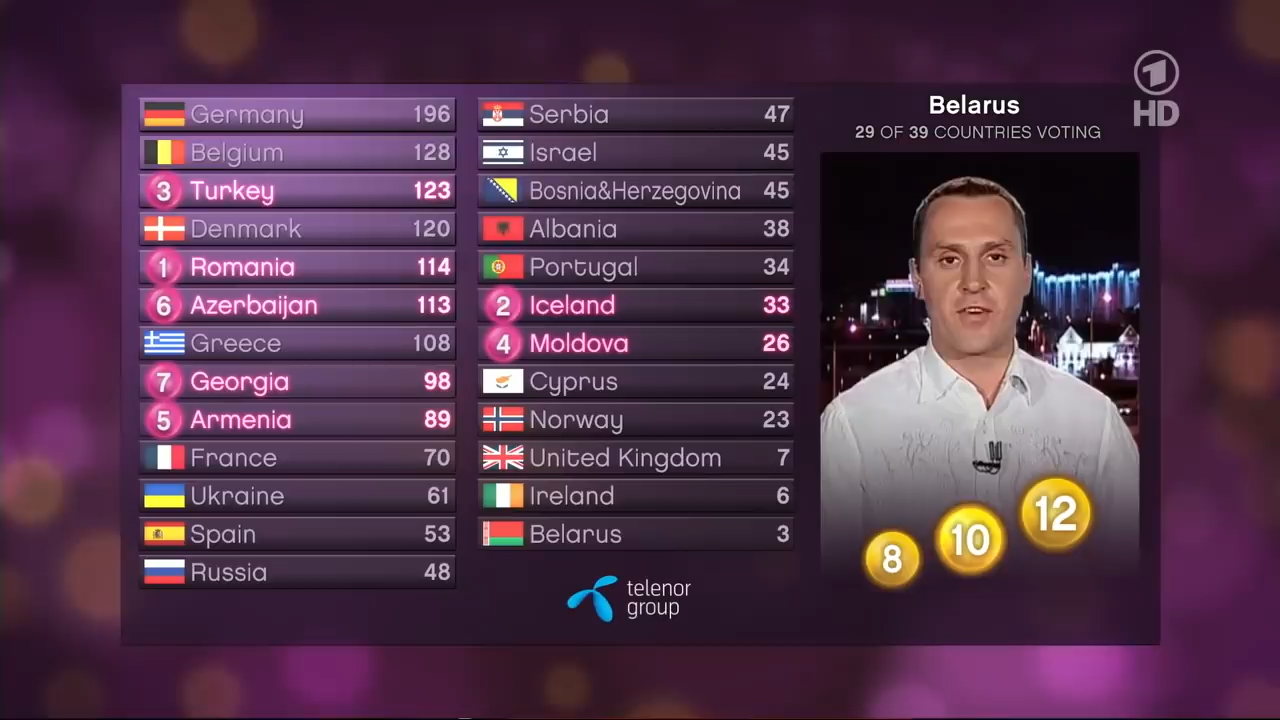 Germany 196
Belgium 128
3 Turkey 123
Denmark 120
1 Romania 114
6 Azerbaijan 113
Greece 108
7 Georgia 98
5 Armenia 89
France 70
Ukraine 61
Spain 53
Russia 48
Serbia 47
Israel 45
Bosnia&Herzegovina 45
Albania 38
Portugal 34
2 Iceland 33
4 Moldova 26
Cyprus 24
Norway 23
United Kingdom 7
Ireland 6
Belarus 3
telenor
group
Belarus
29 OF 39 COUNTRIES VOTING
8 10 12
1
HD